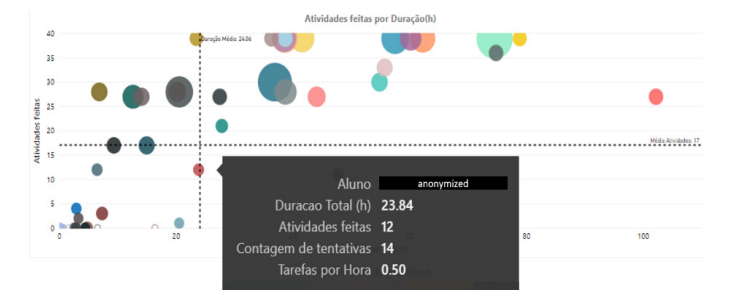 Atividades feitas por Duração(h)
40
Duração Média: 24.06
35
30
25
20
Atividades feitas
Média Atividades: 17
15
10
5
0
0
20
80
100
Aluno anonymized
Duracao Total (h) 23.84
Atividades feitas 12
Contagem de tentativas 14
Tarefas por Hora 0.50